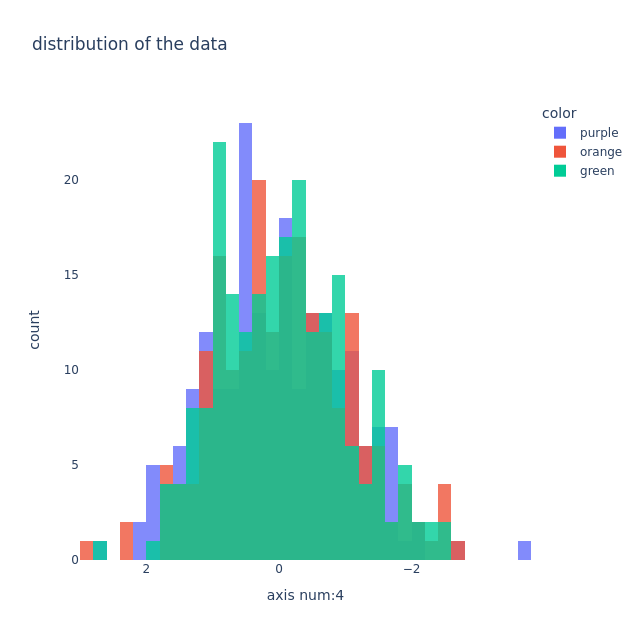 distribution of the data
color
purple
orange
green
20
15
10
5
0
count
2
0
−2
axis num:4